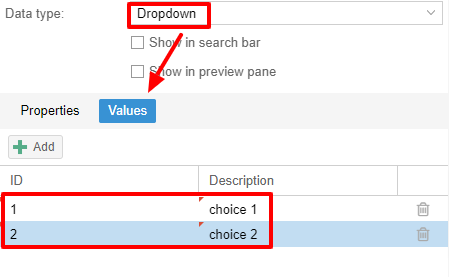 Data type: Dropdown
Show in search bar
Show in preview pane
Properties Values
Add
ID Description
1 choice 1
2 choice 2